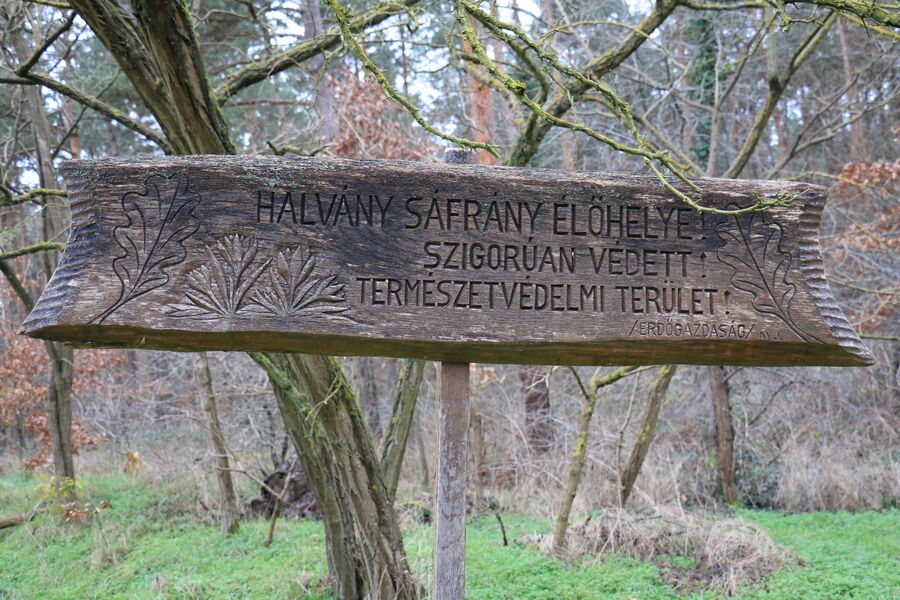 HALVÁNY SÁFRÁNY ÉLŐHELYE!
SZIGORÚAN VÉDETT!
TERMÉSZETVÉDELMI TERÜLET!
/ERDŐGAZDASÁG/